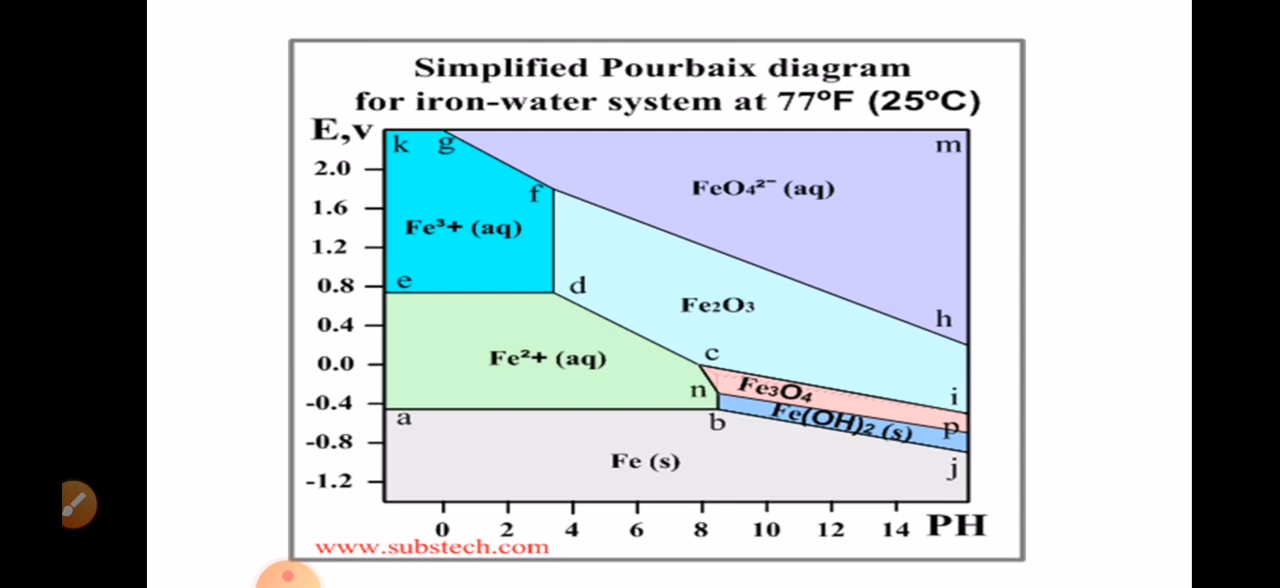 Simplified Pourbaix diagram
for iron-water system at 77ºF (25ºC)
E,v
k g m
2.0
f FeO₄²⁻ (aq)
1.6
Fe³+ (aq)
1.2
0.8 e d
Fe₂O₃
0.4 h
0.0 Fe²+ (aq) c
n Fe₃O₄ i
-0.4 a b Fe(OH)₂ (s) p
-0.8
Fe (s) j
-1.2
0 2 4 6 8 10 12 14 PH
www.substech.com